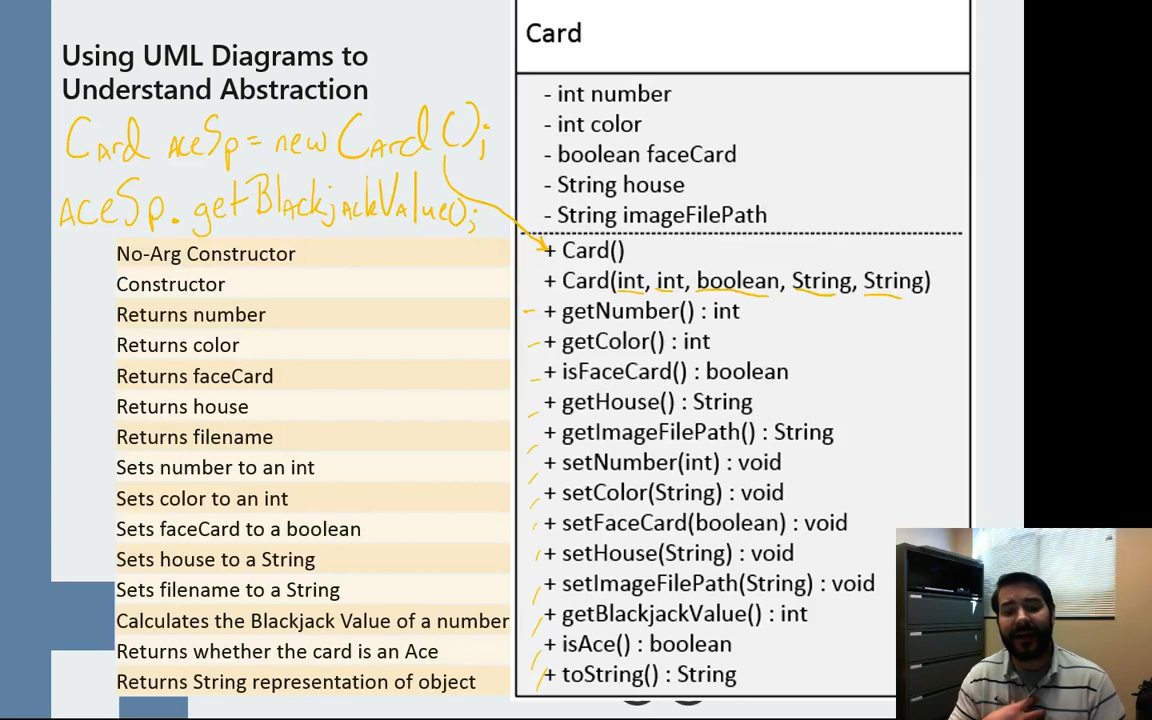 Using UML Diagrams to
Understand Abstraction
Card aceSp = new Card();
aceSp.getBlackjackValue();
No-Arg Constructor
Constructor
Returns number
Returns color
Returns faceCard
Returns house
Returns filename
Sets number to an int
Sets color to an int
Sets faceCard to a boolean
Sets house to a String
Sets filename to a String
Calculates the Blackjack Value of a number
Returns whether the card is an Ace
Returns String representation of object
Card
- int number
- int color
- boolean faceCard
- String house
- String imageFilePath
+ Card()
+ Card(int, int, boolean, String, String)
+ getNumber() : int
+ getColor() : int
+ isFaceCard() : boolean
+ getHouse() : String
+ getImageFilePath() : String
+ setNumber(int) : void
+ setColor(String) : void
+ setFaceCard(boolean) : void
+ setHouse(String) : void
+ setImageFilePath(String) : void
+ getBlackjackValue() : int
+ isAce() : boolean
+ toString() : String